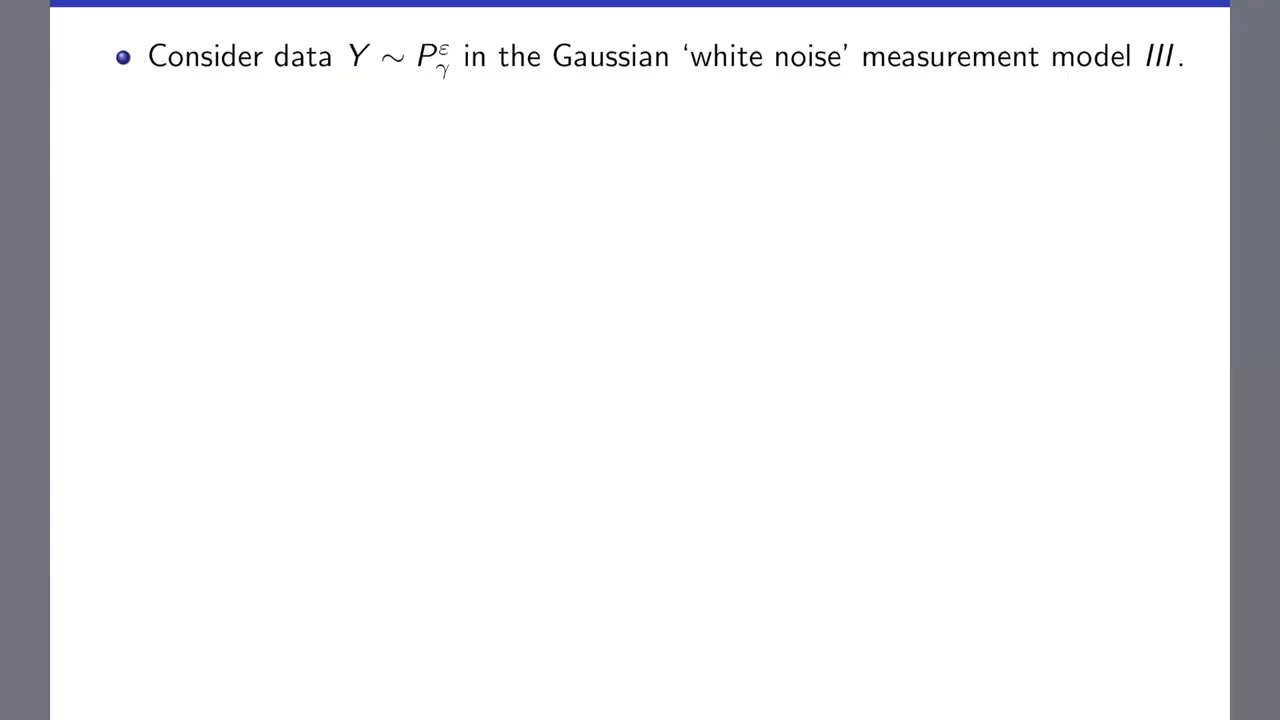 Consider data Y ∼ P^ε_γ in the Gaussian ‘white noise’ measurement model III.